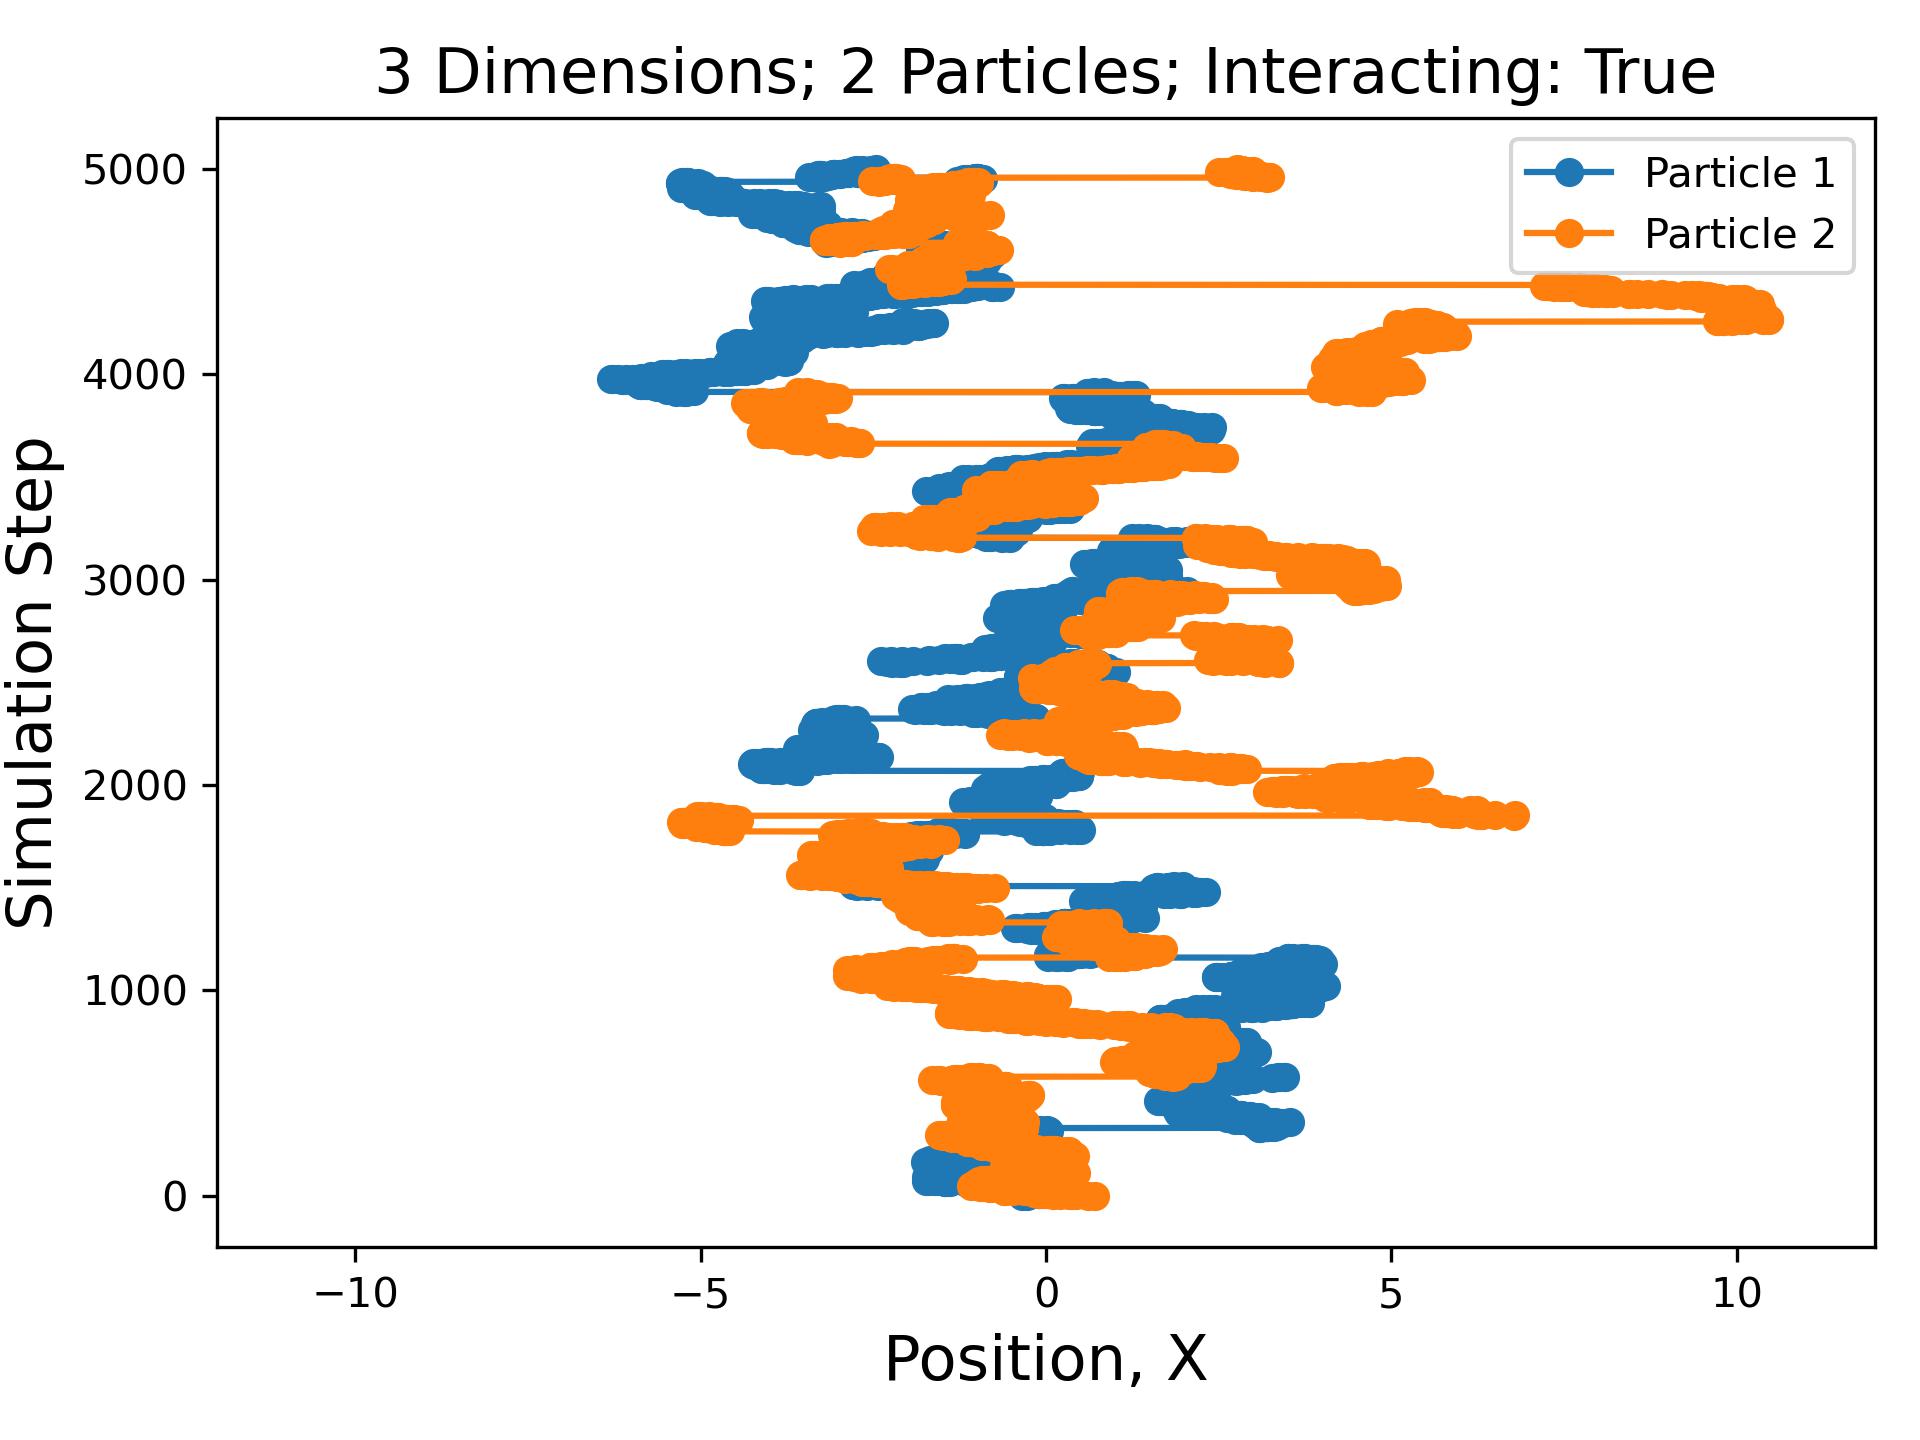 3 Dimensions; 2 Particles; Interacting: True
Particle 1
Particle 2
Simulation Step
5000
4000
3000
2000
1000
0
−10
−5
0
5
10
Position, X